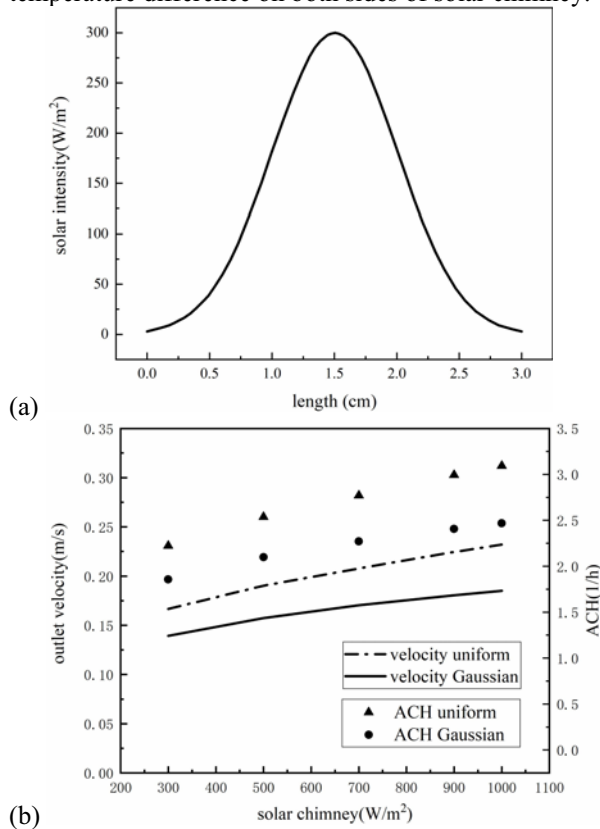 temperature difference on both sides of solar chimney.
300
250
200
150
100
50
0
solar intensity(W/m²)
0.0 0.5 1.0 1.5 2.0 2.5 3.0
length (cm)
(a)
0.35
0.30
0.25
0.20
0.15
0.10
0.05
0.00
outlet velocity(m/s)
3.5
3.0
2.5
2.0
1.5
1.0
0.5
0.0
ACH(1/h)
velocity uniform
velocity Gaussian
ACH uniform
ACH Gaussian
200 300 400 500 600 700 800 900 1000 1100
solar chimney(W/m²)
(b)